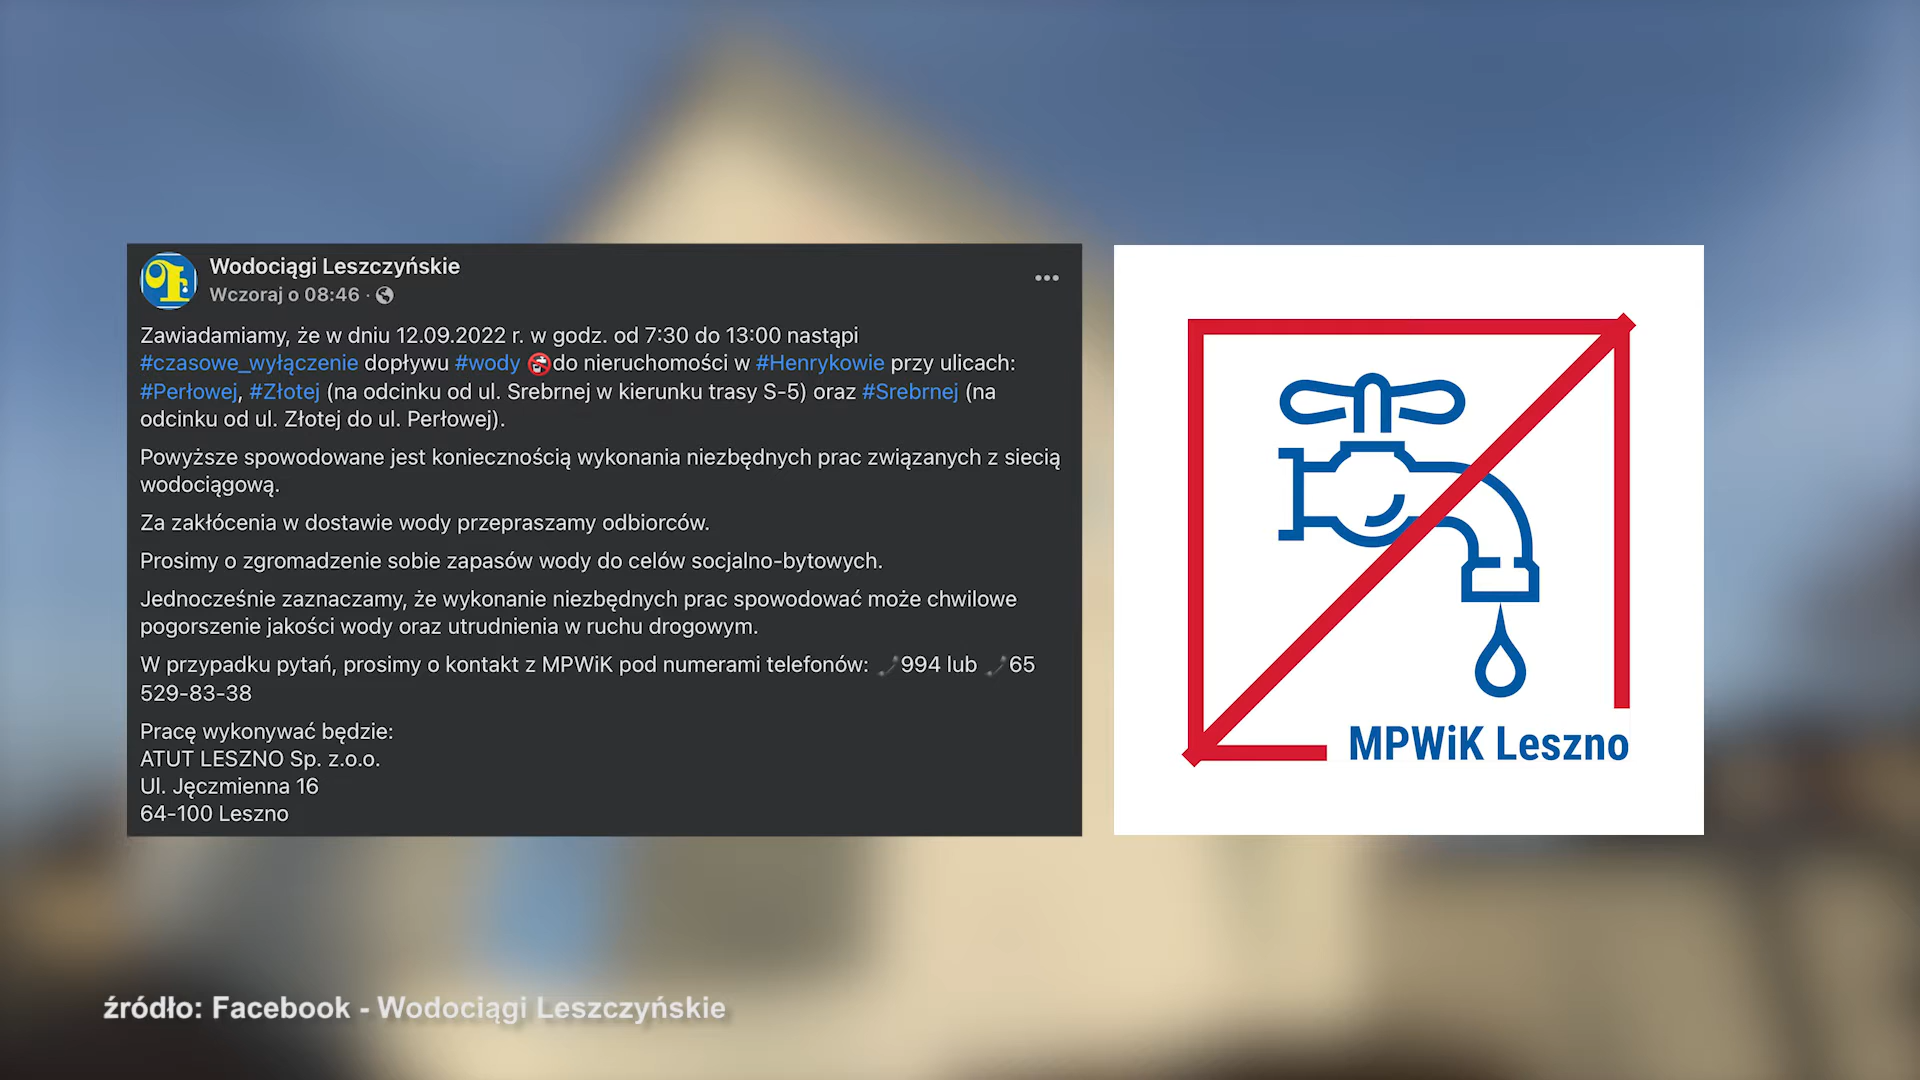 Wodociągi Leszczyńskie
Wczoraj o 08:46 ·
Zawiadamiamy, że w dniu 12.09.2022 r. w godz. od 7:30 do 13:00 nastąpi
#czasowe_wyłączenie dopływu #wody 🚱do nieruchomości w #Henrykowie przy ulicach:
#Perłowej, #Złotej (na odcinku od ul. Srebrnej w kierunku trasy S-5) oraz #Srebrnej (na
odcinku od ul. Złotej do ul. Perłowej).
Powyższe spowodowane jest koniecznością wykonania niezbędnych prac związanych z siecią
wodociągową.
Za zakłócenia w dostawie wody przepraszamy odbiorców.
Prosimy o zgromadzenie sobie zapasów wody do celów socjalno-bytowych.
Jednocześnie zaznaczamy, że wykonanie niezbędnych prac spowodować może chwilowe
pogorszenie jakości wody oraz utrudnienia w ruchu drogowym.
W przypadku pytań, prosimy o kontakt z MPWiK pod numerami telefonów: 994 lub 65
529-83-38
Pracę wykonywać będzie:
ATUT LESZNO Sp. z.o.o.
Ul. Jęczmienna 16
64-100 Leszno
MPWiK Leszno
źródło: Facebook - Wodociągi Leszczyńskie